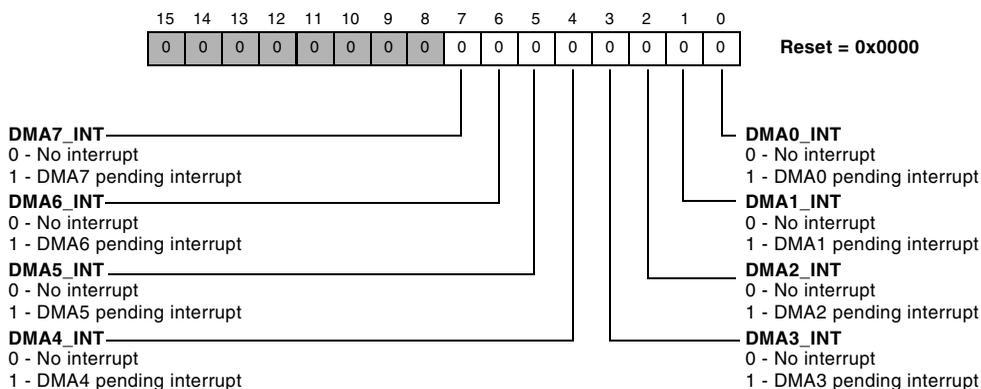 15 14 13 12 11 10 9 8 7 6 5 4 3 2 1 0
0 0 0 0 0 0 0 0 0 0 0 0 0 0 0 0 Reset = 0x0000
DMA7_INT
0 - No interrupt
1 - DMA7 pending interrupt
DMA6_INT
0 - No interrupt
1 - DMA6 pending interrupt
DMA5_INT
0 - No interrupt
1 - DMA5 pending interrupt
DMA4_INT
0 - No interrupt
1 - DMA4 pending interrupt
DMA0_INT
0 - No interrupt
1 - DMA0 pending interrupt
DMA1_INT
0 - No interrupt
1 - DMA1 pending interrupt
DMA2_INT
0 - No interrupt
1 - DMA2 pending interrupt
DMA3_INT
0 - No interrupt
1 - DMA3 pending interrupt